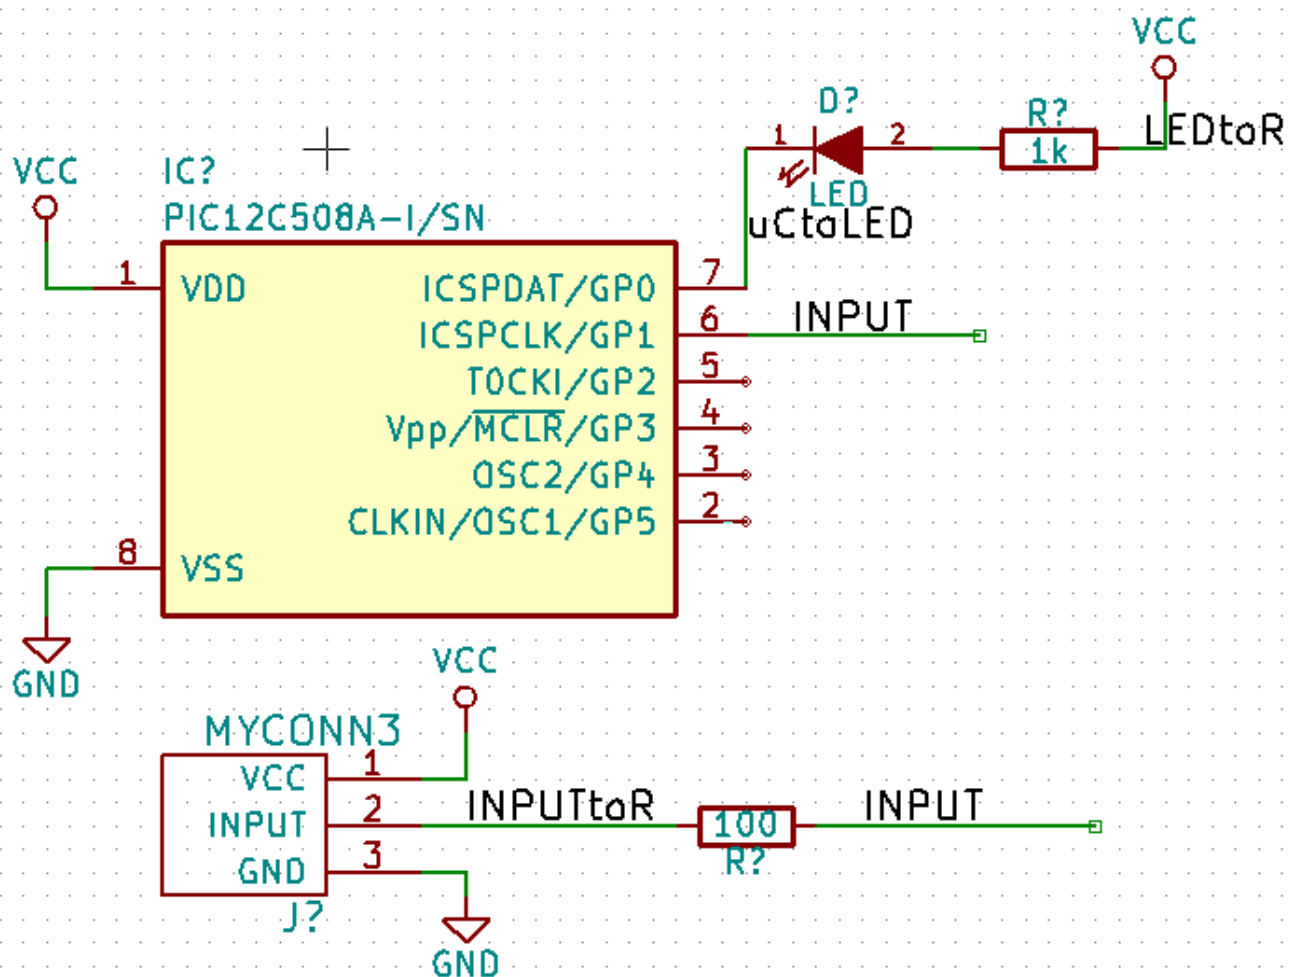 VCC
D?
R?
LEDtoR
1
2
1k
VCC
IC?
LED
PIC12C508A-I/SN
uCtoLED
1
VDD
ICSPDAT/GP0
7
ICSPCLK/GP1
6
INPUT
T0CKI/GP2
5
Vpp/MCLR/GP3
4
OSC2/GP4
3
CLKIN/OSC1/GP5
2
8
VSS
GND
VCC
MYCONN3
VCC
1
INPUT
2
INPUTtoR
100
INPUT
R?
GND
3
J?
GND